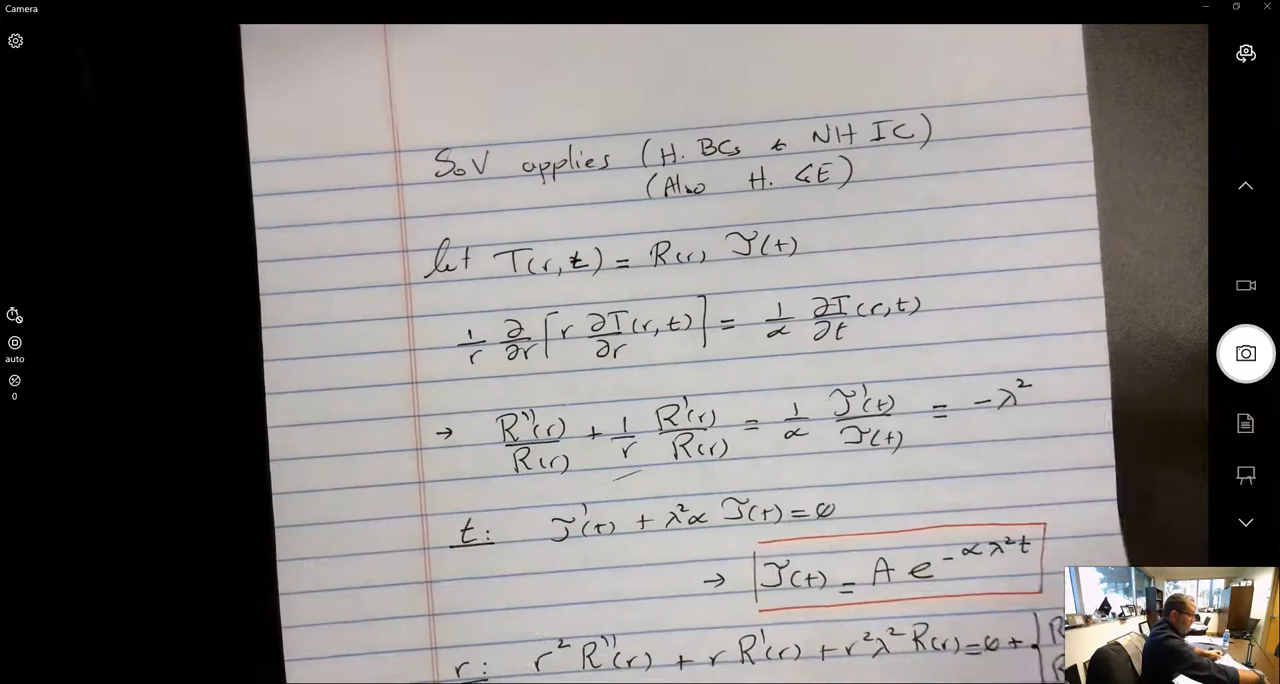 Camera
SoV applies (H. BCs & NH IC)
(Also H. GE)
let T(r,t) = R(r) 𝒯(t)
1/r ∂/∂r [r ∂T(r,t)/∂r] = 1/α ∂T(r,t)/∂t
→ R''(r)/R(r) + 1/r R'(r)/R(r) = 1/α 𝒯'(t)/𝒯(t) = -λ²
t: 𝒯'(t) + λ²α 𝒯(t) = 0
→ 𝒯(t) = A e^{-αλ²t}
r: r² R''(r) + r R'(r) + r²λ² R(r) = 0 + { R
auto
0